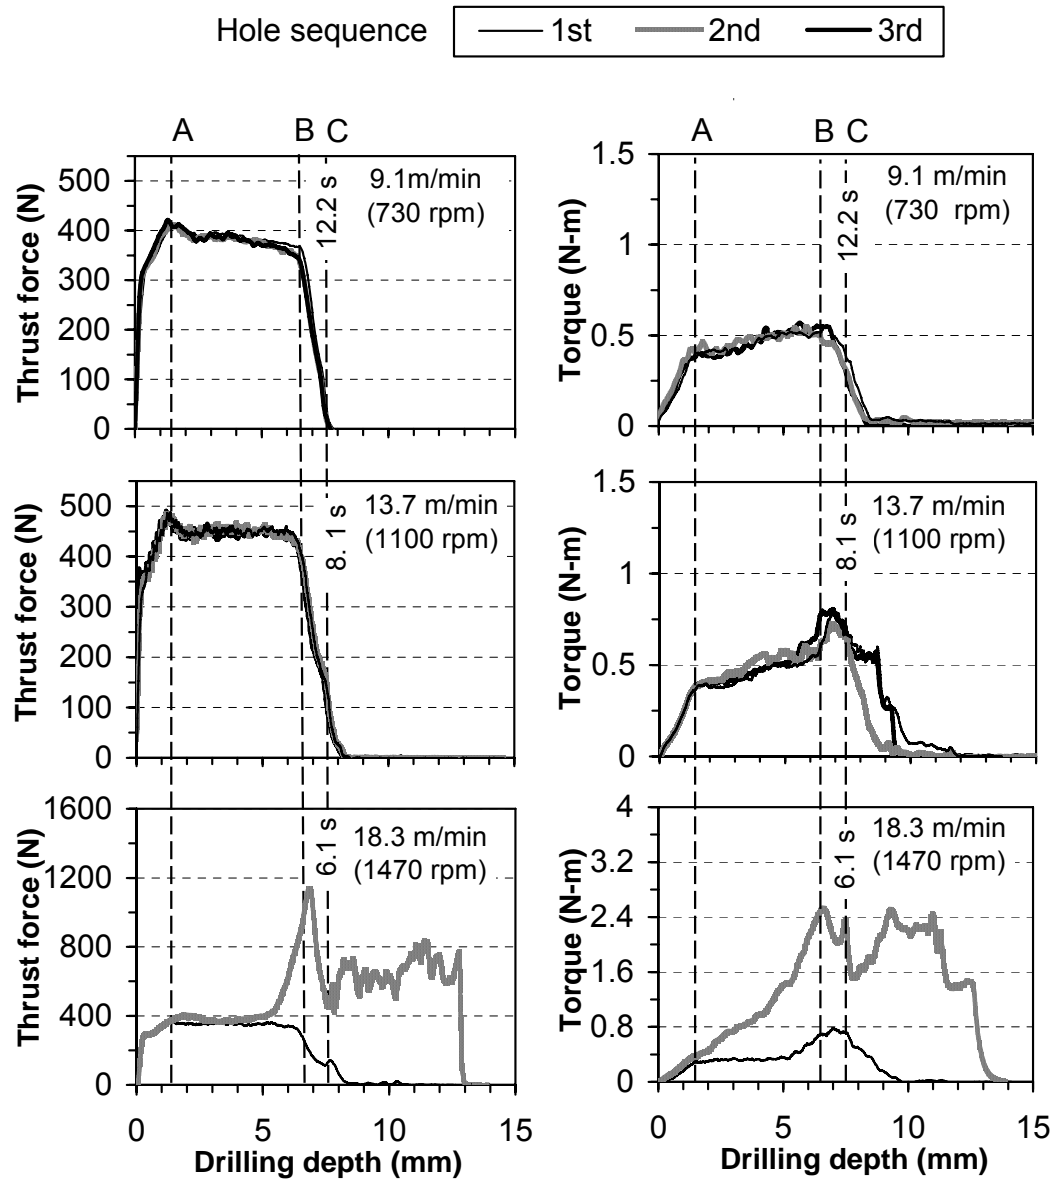 Hole sequence 1st 2nd 3rd
A B C A B C
500
400
300
200
100
0
Thrust force (N)
9.1m/min
(730 rpm)
12.2 s
1.5
1
0.5
0
Torque (N-m)
9.1 m/min
(730 rpm)
12.2 s
500
400
300
200
100
0
Thrust force (N)
13.7 m/min
(1100 rpm)
8. 1 s
1.5
1
0.5
0
Torque (N-m)
13.7 m/min
(1100 rpm)
8.1 s
1600
1200
800
400
0
Thrust force (N)
18.3 m/min
(1470 rpm)
6.1 s
0 5 10 15
Drilling depth (mm)
4
3.2
2.4
1.6
0.8
0
Torque (N-m)
18.3 m/min
(1470 rpm)
6.1 s
0 5 10 15
Drilling depth (mm)